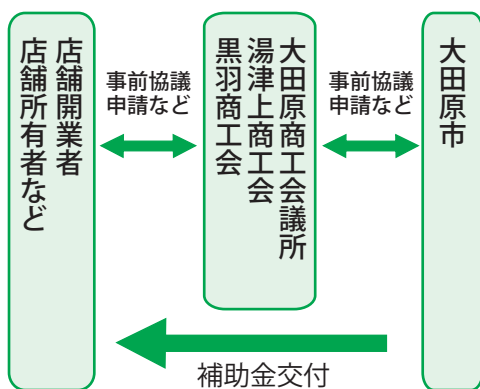 店舗開業者
店舗所有者など
事前協議
申請など
大田原商工会議所
湯津上商工会
黒羽商工会
事前協議
申請など
大田原市
補助金交付